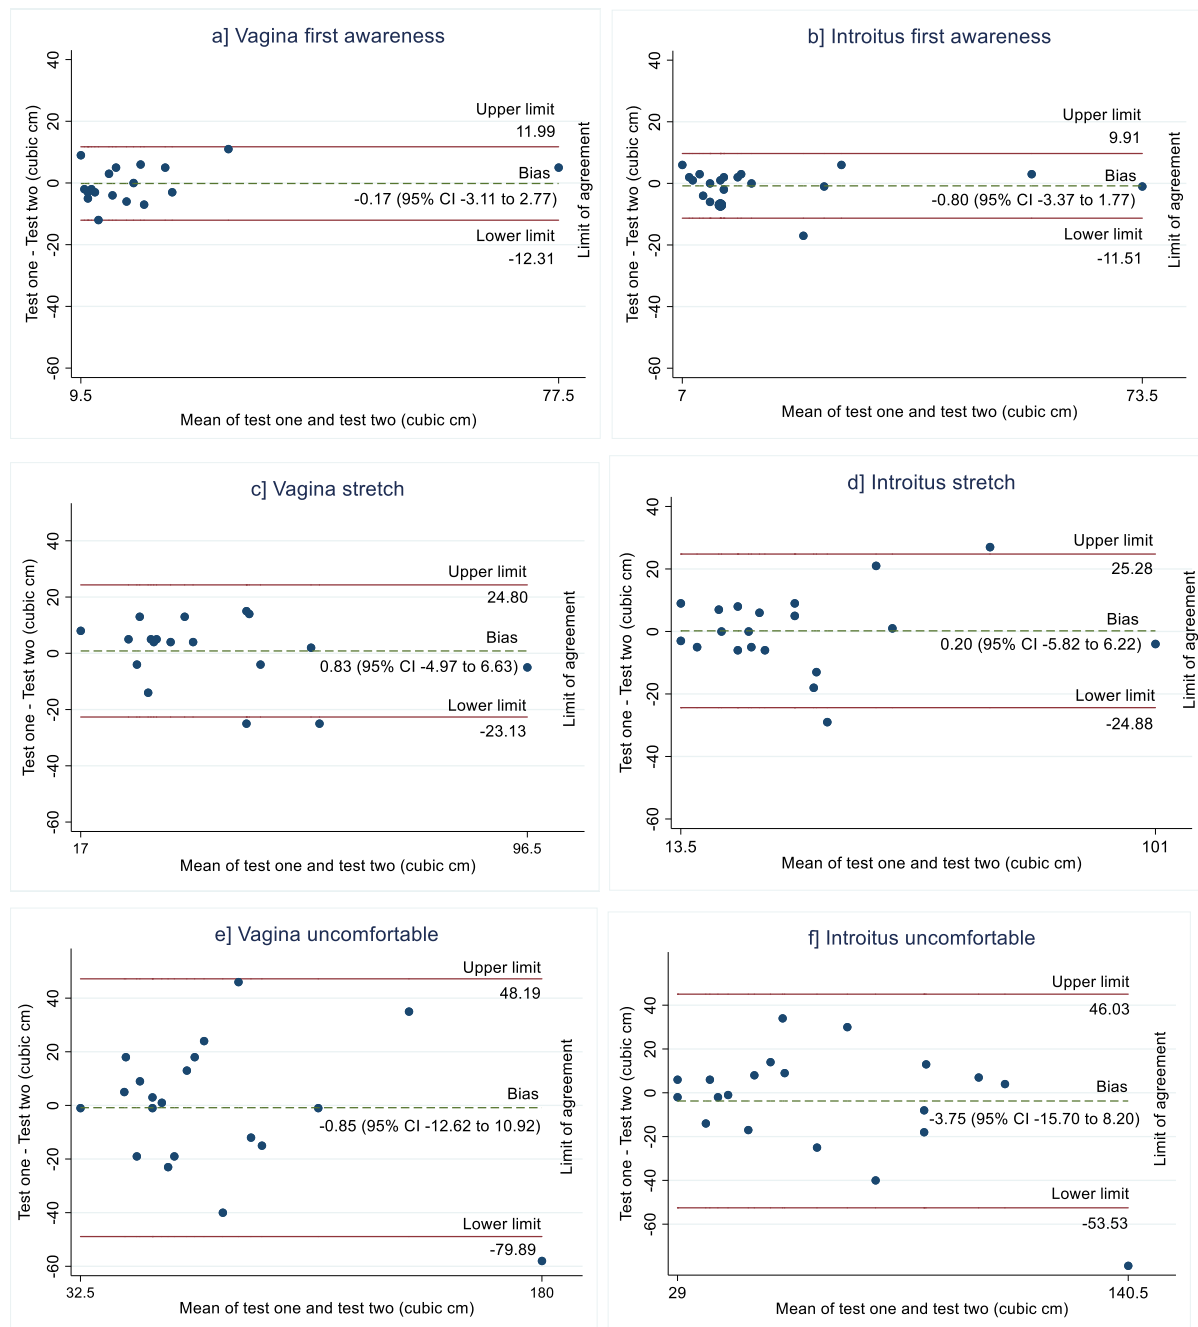 a] Vagina first awareness
40
20
0
-20
-40
-60
Test one - Test two (cubic cm)
Upper limit
11.99
Bias
-0.17 (95% CI -3.11 to 2.77)
Lower limit
-12.31
Limit of agreement
9.5
77.5
Mean of test one and test two (cubic cm)
b] Introitus first awareness
40
20
0
-20
-40
-60
Test one - Test two (cubic cm)
Upper limit
9.91
Bias
-0.80 (95% CI -3.37 to 1.77)
Lower limit
-11.51
Limit of agreement
7
73.5
Mean of test one and test two (cubic cm)
c] Vagina stretch
40
20
0
-20
-40
-60
Test one - Test two (cubic cm)
Upper limit
24.80
Bias
0.83 (95% CI -4.97 to 6.63)
Lower limit
-23.13
Limit of agreement
17
96.5
Mean of test one and test two (cubic cm)
d] Introitus stretch
40
20
0
-20
-40
-60
Test one - Test two (cubic cm)
Upper limit
25.28
Bias
0.20 (95% CI -5.82 to 6.22)
Lower limit
-24.88
Limit of agreement
13.5
101
Mean of test one and test two (cubic cm)
e] Vagina uncomfortable
40
20
0
-20
-40
-60
Test one - Test two (cubic cm)
Upper limit
48.19
Bias
-0.85 (95% CI -12.62 to 10.92)
Lower limit
-79.89
Limit of agreement
32.5
180
Mean of test one and test two (cubic cm)
f] Introitus uncomfortable
40
20
0
-20
-40
-60
Test one - Test two (cubic cm)
Upper limit
46.03
Bias
-3.75 (95% CI -15.70 to 8.20)
Lower limit
-53.53
Limit of agreement
29
140.5
Mean of test one and test two (cubic cm)